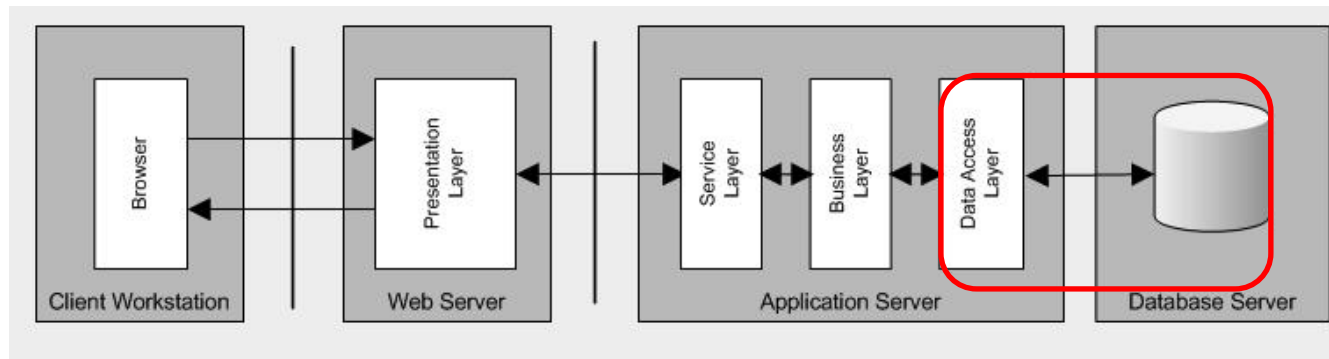 Browser
Client Workstation
Presentation
Layer
Web Server
Service
Layer
Business
Layer
Data Access
Layer
Application Server
Database Server